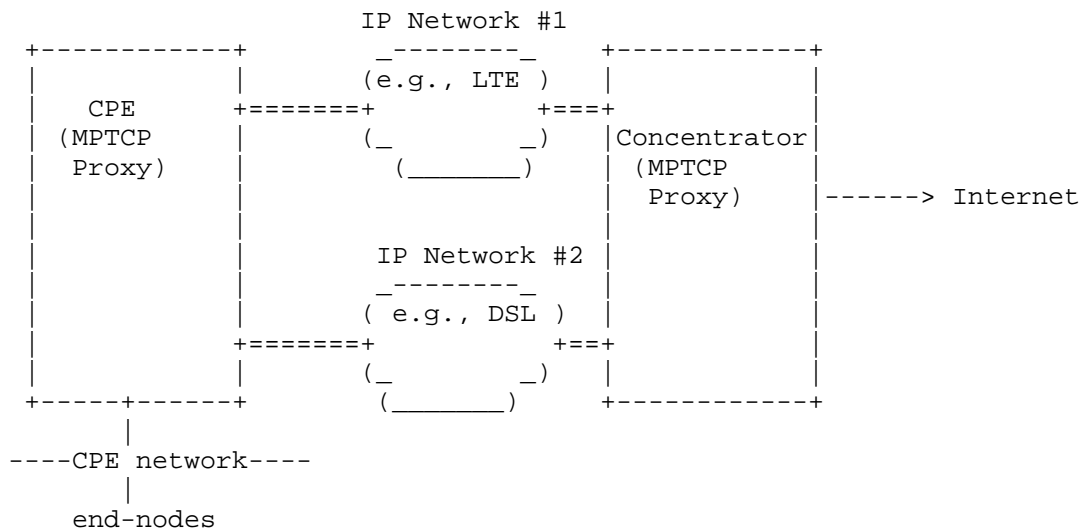 IP Network #1
(e.g., LTE )
CPE
(MPTCP
Proxy)
Concentrator
(MPTCP
Proxy)
------> Internet
IP Network #2
( e.g., DSL )
----CPE network----
end-nodes